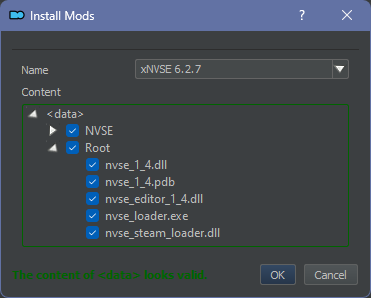 Install Mods
?
Name
xNVSE 6.2.7
Content
<data>
NVSE
Root
nvse_1_4.dll
nvse_1_4.pdb
nvse_editor_1_4.dll
nvse_loader.exe
nvse_steam_loader.dll
The content of <data> looks valid.
OK
Cancel